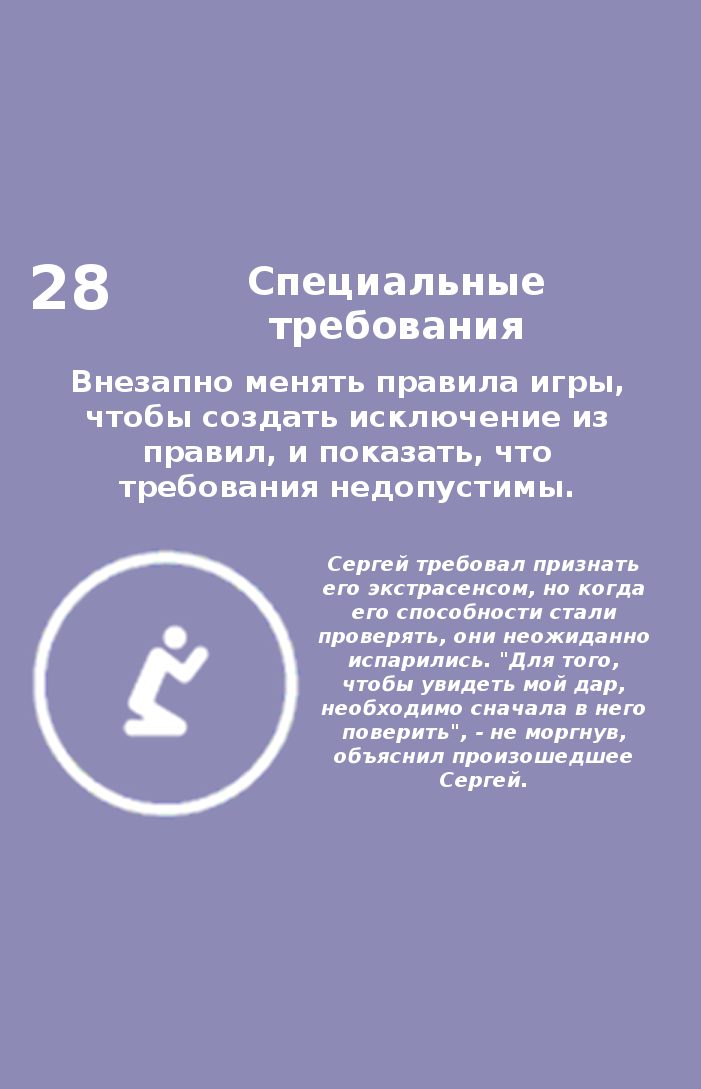 28
Специальные
требования
Внезапно менять правила игры,
чтобы создать исключение из
правил, и показать, что
требования недопустимы.
Сергей требовал признать
его экстрасенсом, но когда
его способности стали
проверять, они неожиданно
испарились. "Для того,
чтобы увидеть мой дар,
необходимо сначала в него
поверить", - не моргнув,
объяснил произошедшее
Сергей.